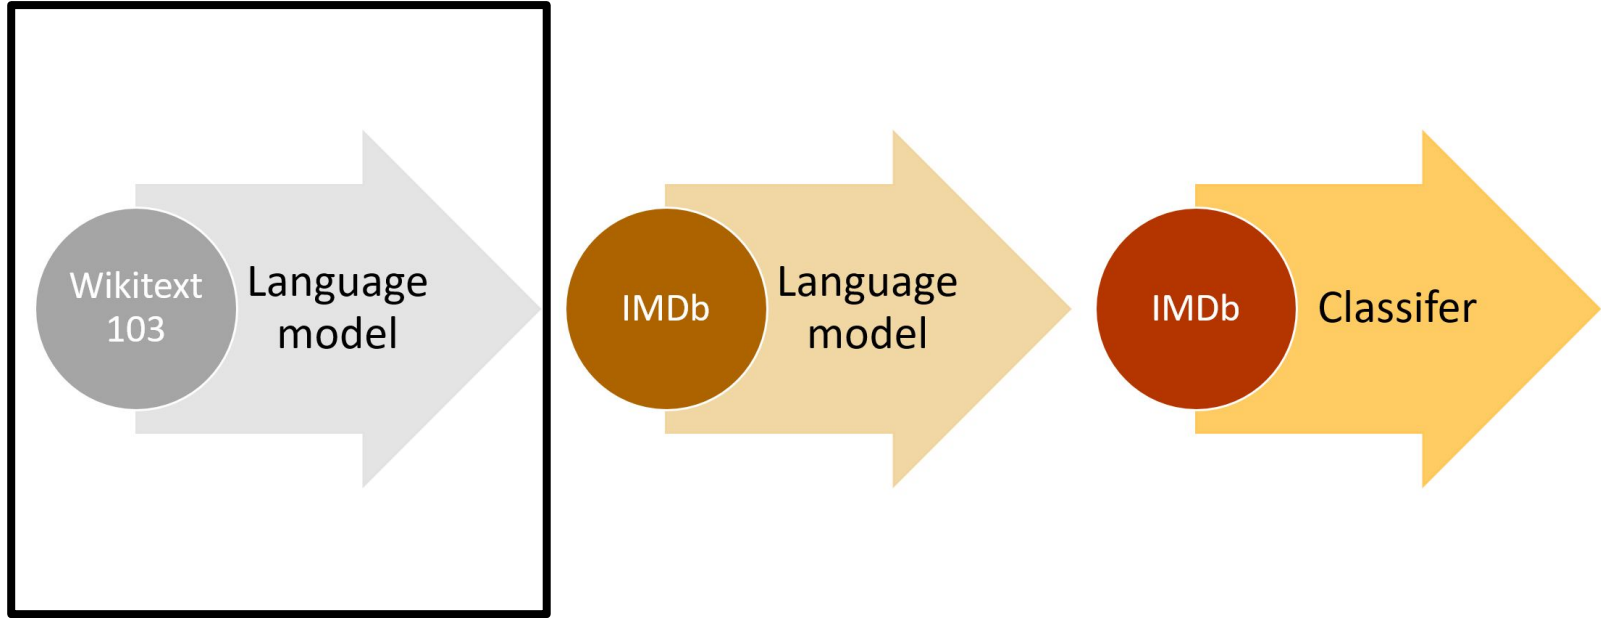 Wikitext
103
Language
model
IMDb
Language
model
IMDb
Classifer